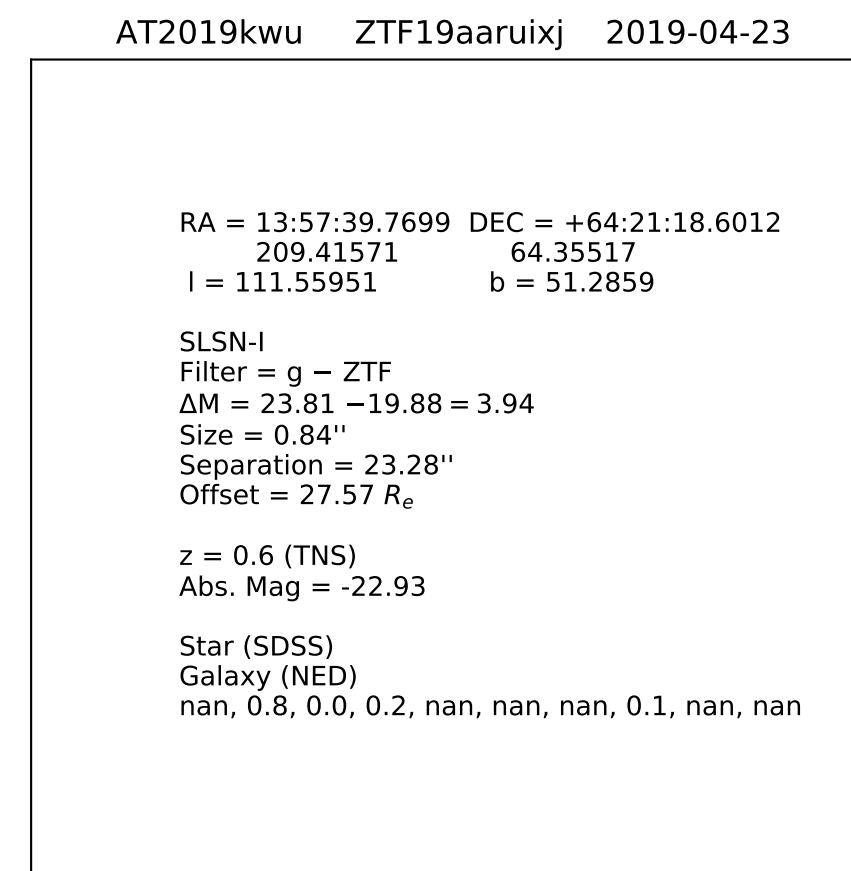 AT2019kwu ZTF19aaruixj 2019-04-23
RA = 13:57:39.7699 DEC = +64:21:18.6012
209.41571 64.35517
l = 111.55951 b = 51.2859
SLSN-I
Filter = g − ZTF
ΔM = 23.81 −19.88 = 3.94
Size = 0.84''
Separation = 23.28''
Offset = 27.57 Re
z = 0.6 (TNS)
Abs. Mag = -22.93
Star (SDSS)
Galaxy (NED)
nan, 0.8, 0.0, 0.2, nan, nan, nan, 0.1, nan, nan